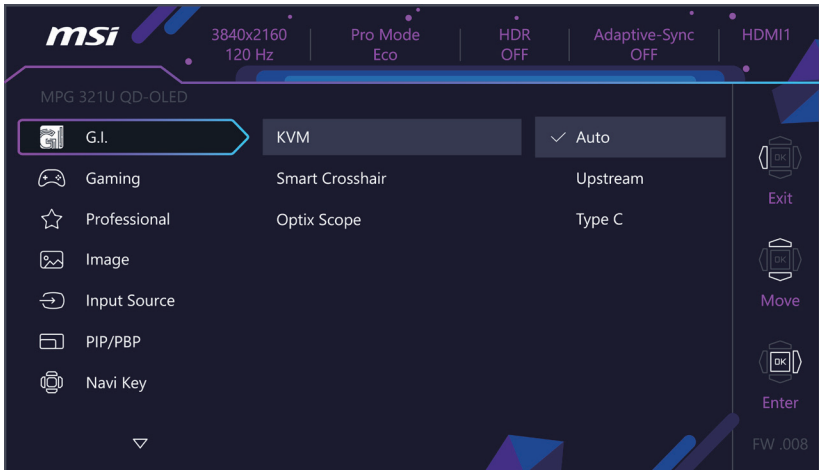 msi
3840x2160
120 Hz
Pro Mode
Eco
HDR
OFF
Adaptive-Sync
OFF
HDMI1
MPG 321U QD-OLED
G.I.
KVM
Auto
Gaming
Smart Crosshair
Upstream
Professional
Optix Scope
Type C
Image
Input Source
PIP/PBP
Navi Key
OK
Exit
OK
Move
OK
Enter
FW .008